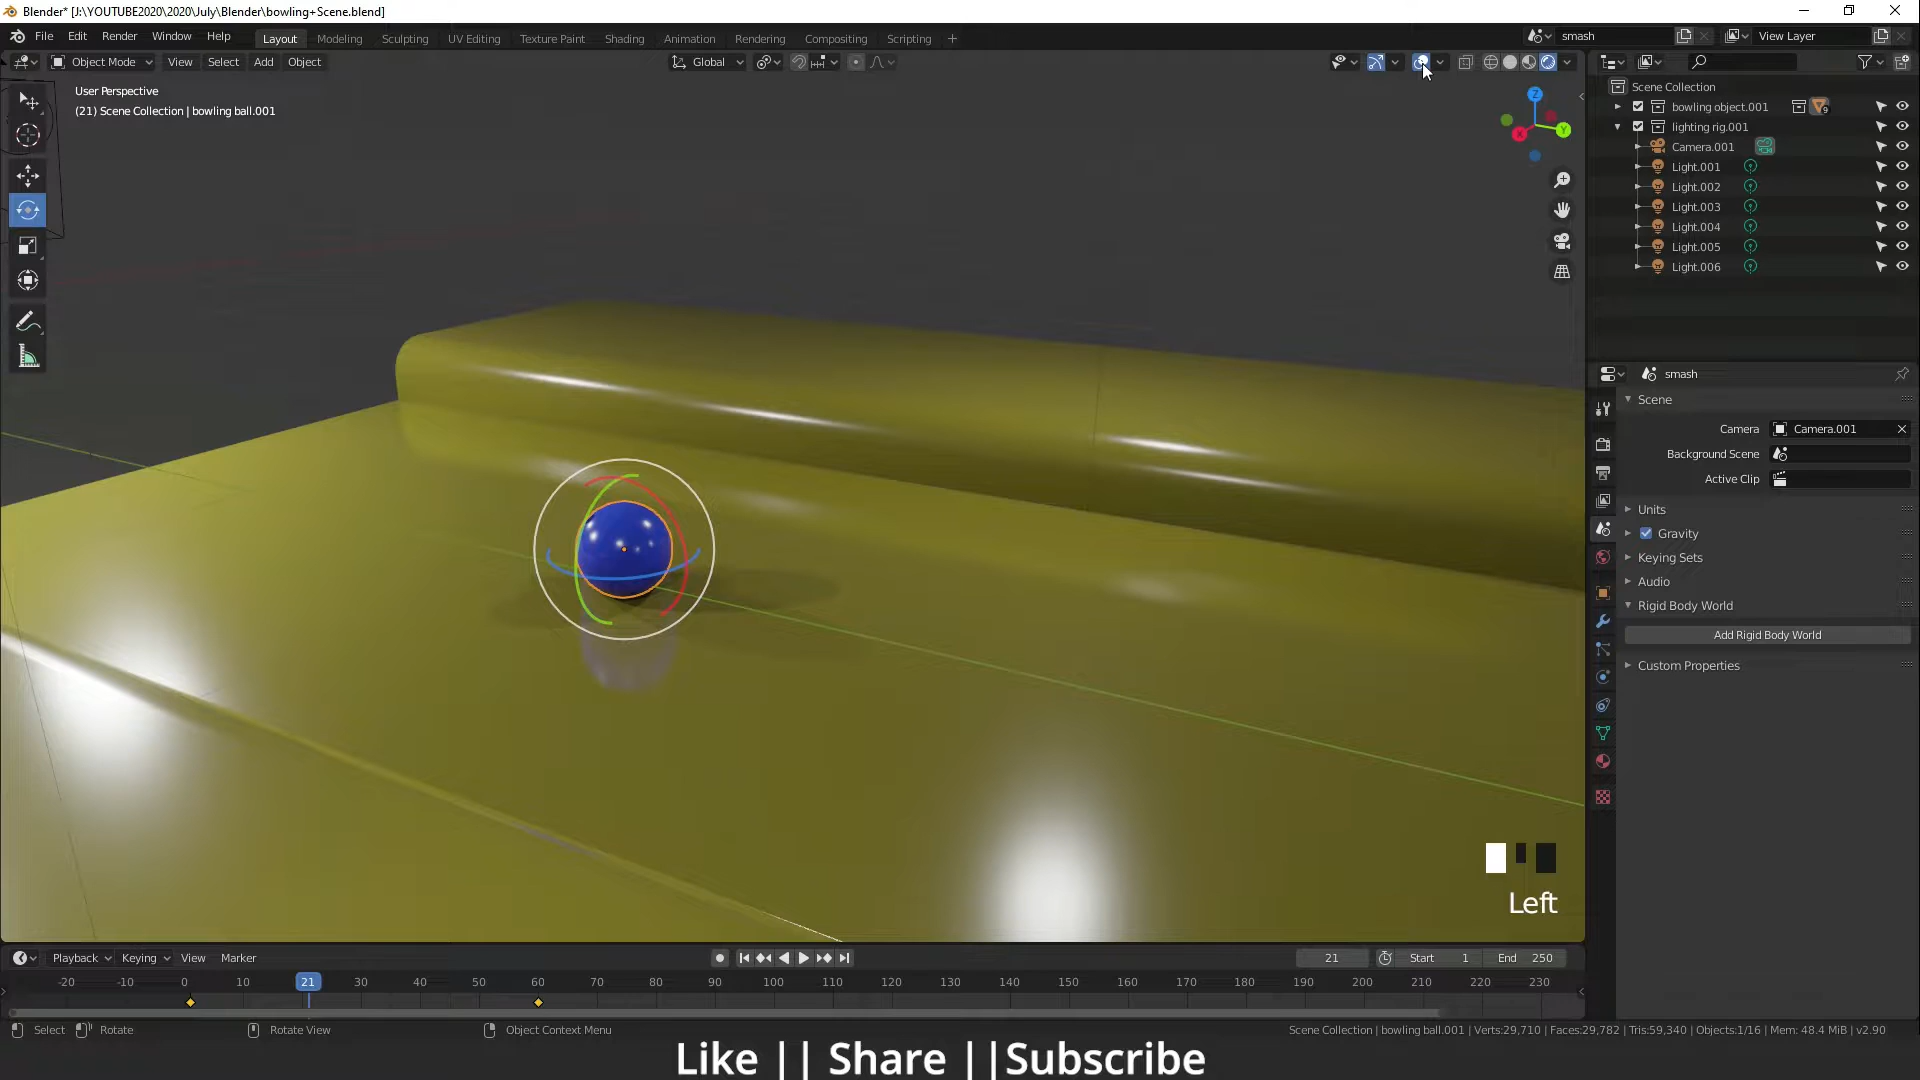 Blender* [J:\YOUTUBE2020\2020\July\Blender\bowling+Scene.blend]
File Edit Render Window Help Layout Modeling Sculpting UV Editing Texture Paint Shading Animation Rendering Compositing Scripting smash View Layer
Object Mode View Select Add Object Global
User Perspective
(21) Scene Collection | bowling ball.001
Z
X Y
Scene Collection
bowling object.001 9
lighting rig.001
Camera.001
Light.001
Light.002
Light.003
Light.004
Light.005
Light.006
smash
Scene
Camera Camera.001
Background Scene
Active Clip
Units
Gravity
Keying Sets
Audio
Rigid Body World
Add Rigid Body World
Custom Properties
Left
Playback Keying View Marker 21 Start 1 End 250
-20 -10 0 10 21 30 40 50 60 70 80 90 100 110 120 130 140 150 160 170 180 190 200 210 220 230
Select Rotate Rotate View Object Context Menu Scene Collection | bowling ball.001 | Verts:29,710 | Faces:29,782 | Tris:59,340 | Objects:1/16 | Mem: 48.4 MiB | v2.90
Like || Share ||Subscribe